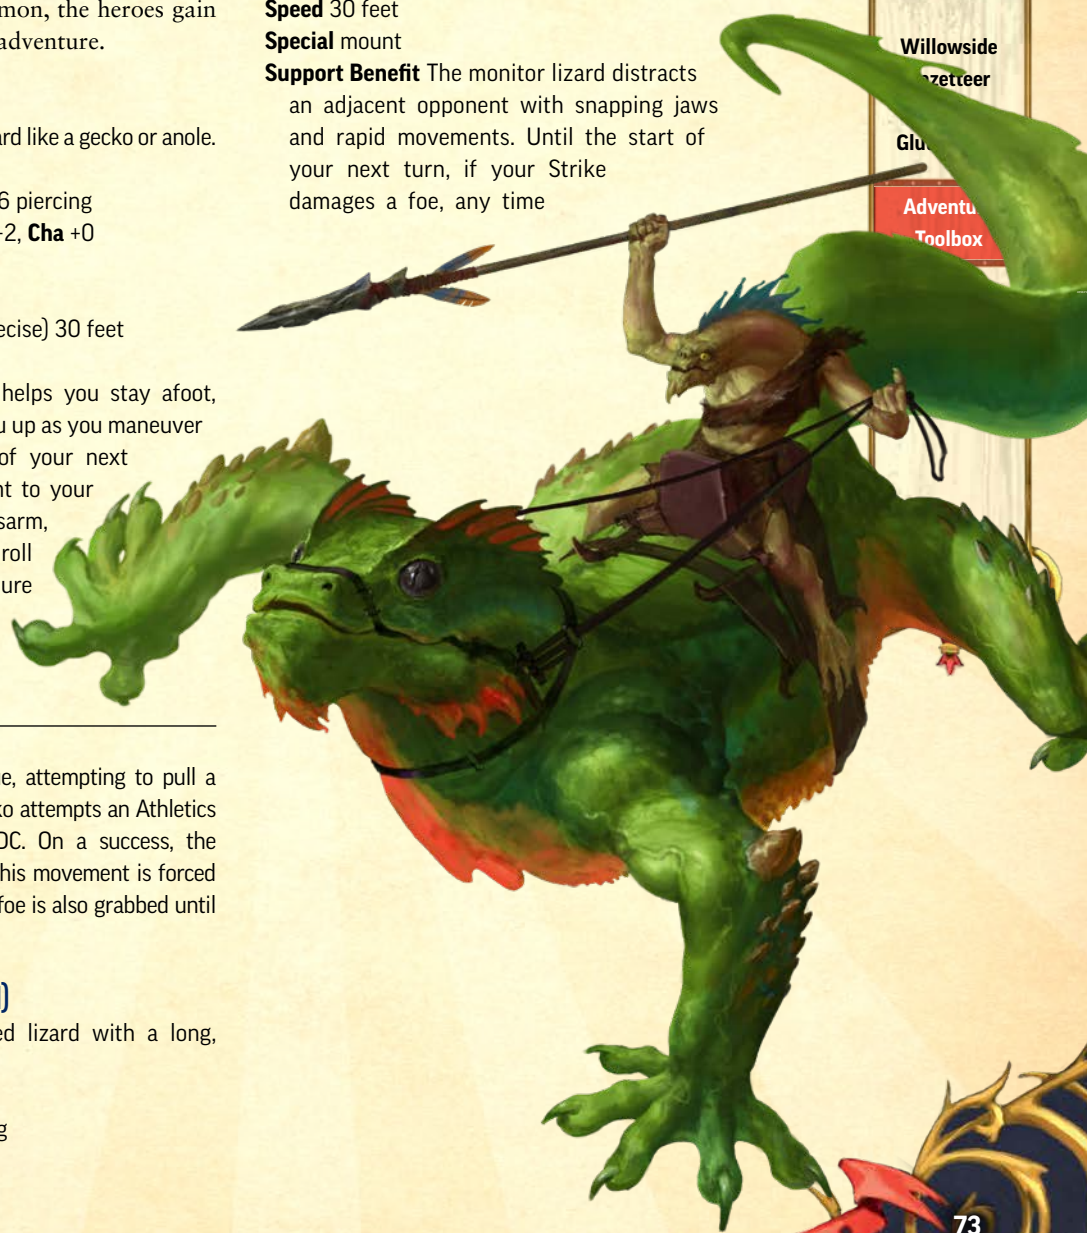 mon, the heroes gain
adventure.
ard like a gecko or anole.
6 piercing
+2, Cha +0
ecise) 30 feet
helps you stay afoot,
u up as you maneuver
of your next
nt to your
sarm,
roll
ure
ue, attempting to pull a
ko attempts an Athletics
DC. On a success, the
his movement is forced
foe is also grabbed until
)
ed lizard with a long,
g
Speed 30 feet
Special mount
Support Benefit The monitor lizard distracts
an adjacent opponent with snapping jaws
and rapid movements. Until the start of
your next turn, if your Strike
damages a foe, any time
Willowside
zetteer
Glu
Adventu
Toolbox
73